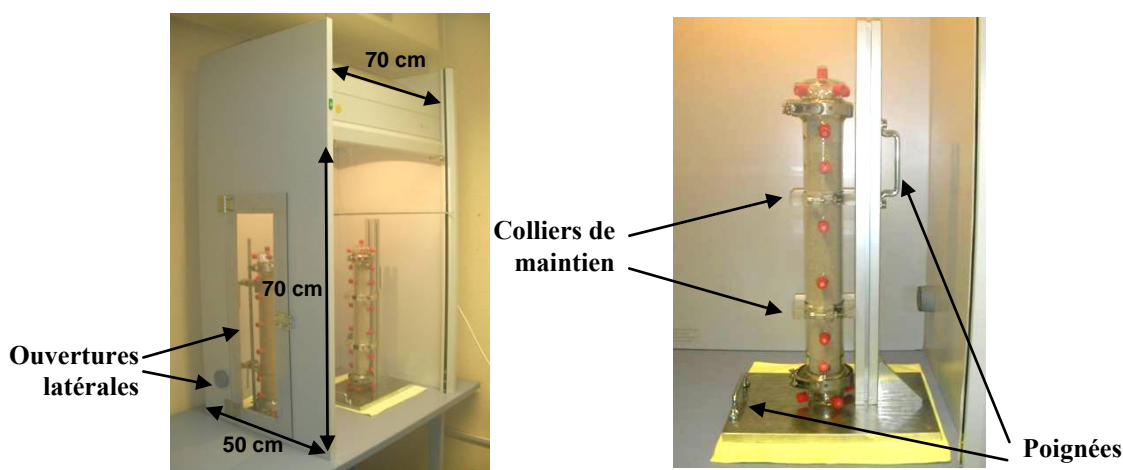 70 cm
70 cm
50 cm
Ouvertures
latérales
Colliers de
maintien
Poignées